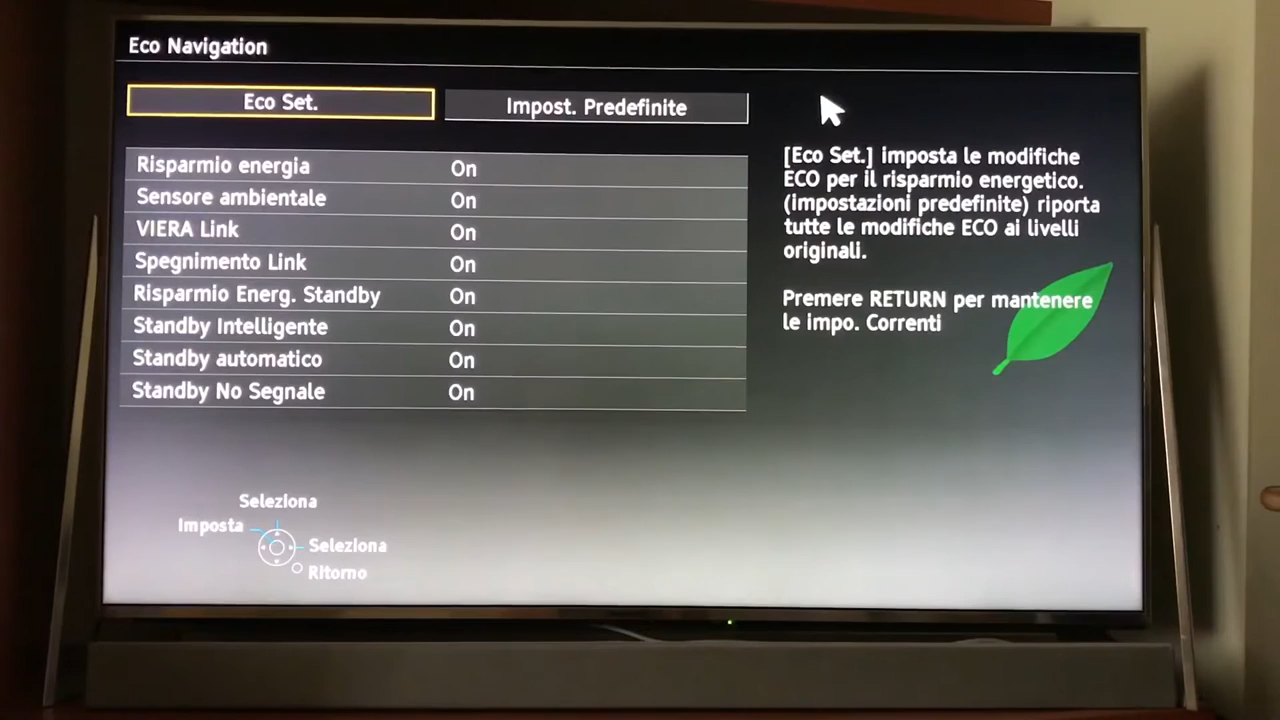 Eco Navigation
Eco Set.
Impost. Predefinite
Risparmio energia On
Sensore ambientale On
VIERA Link On
Spegnimento Link On
Risparmio Energ. Standby On
Standby Intelligente On
Standby automatico On
Standby No Segnale On
[Eco Set.] imposta le modifiche
ECO per il risparmio energetico.
(impostazioni predefinite) riporta
tutte le modifiche ECO ai livelli
originali.
Premere RETURN per mantenere
le impo. Correnti
Seleziona
Imposta
Seleziona
Ritorno